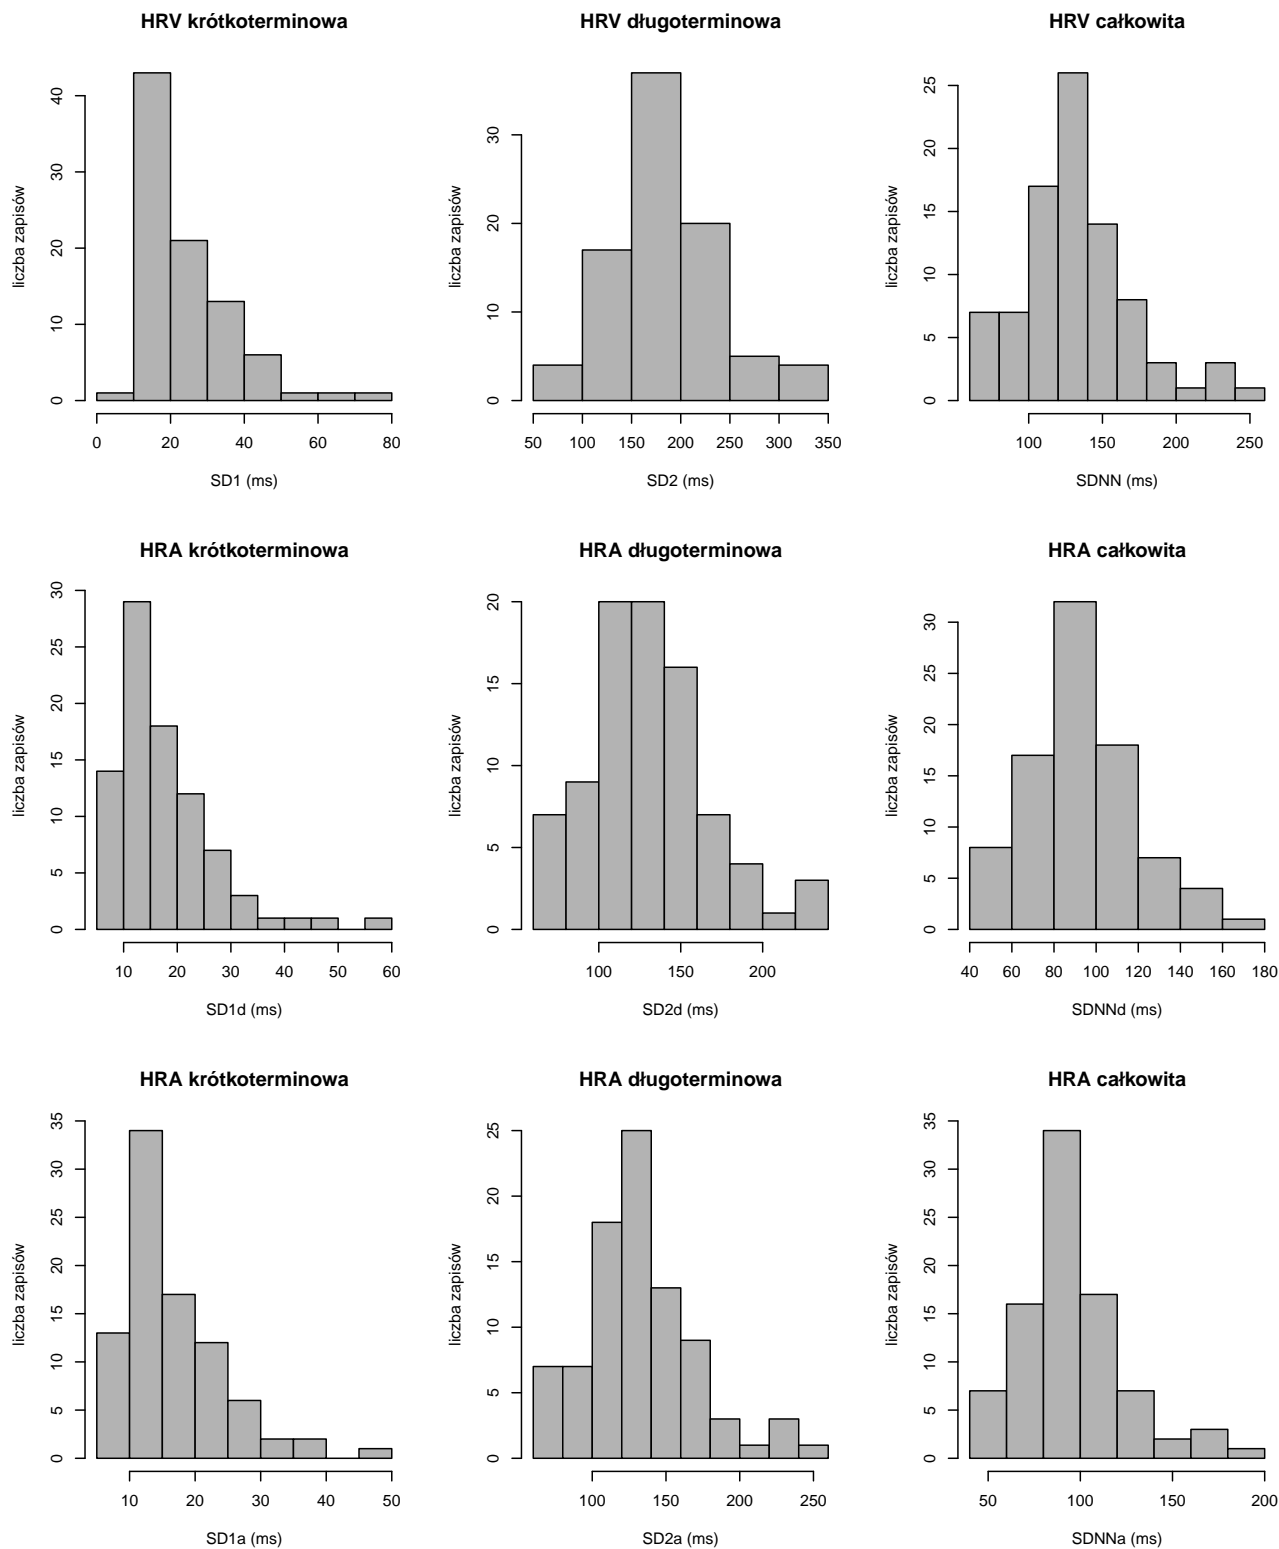 HRV krótkoterminowa
liczba zapisów
0 10 20 30 40
0 20 40 60 80
SD1 (ms)
HRV długoterminowa
liczba zapisów
0 10 20 30
50 100 150 200 250 300 350
SD2 (ms)
HRV całkowita
liczba zapisów
0 5 10 15 20 25
100 150 200 250
SDNN (ms)
HRA krótkoterminowa
liczba zapisów
0 5 10 15 20 25 30
10 20 30 40 50 60
SD1d (ms)
HRA długoterminowa
liczba zapisów
0 5 10 15 20
100 150 200
SD2d (ms)
HRA całkowita
liczba zapisów
0 5 10 15 20 25 30
40 60 80 100 120 140 160 180
SDNNd (ms)
HRA krótkoterminowa
liczba zapisów
0 5 10 15 20 25 30 35
10 20 30 40 50
SD1a (ms)
HRA długoterminowa
liczba zapisów
0 5 10 15 20 25
100 150 200 250
SD2a (ms)
HRA całkowita
liczba zapisów
0 5 10 15 20 25 30 35
50 100 150 200
SDNNa (ms)